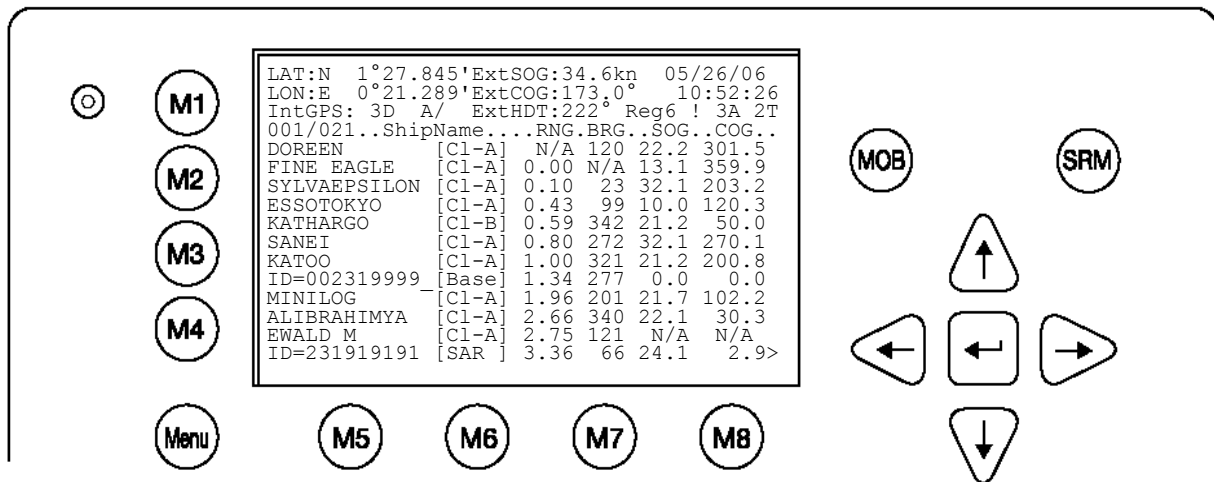 LAT:N  1°27.845'ExtSOG:34.6kn  05/26/06
LON:E  0°21.289'ExtCOG:173.0°   10:52:26
IntGPS: 3D  A/  ExtHDT:222° Reg6 ! 3A 2T
001/021..ShipName....RNG.BRG..SOG..COG..
DOREEN       [Cl-A]  N/A 120 22.2 301.5
FINE EAGLE   [Cl-A] 0.00 N/A 13.1 359.9
SYLVAEPSILON [Cl-A] 0.10  23 32.1 203.2
ESSOTOKYO    [Cl-A] 0.43  99 10.0 120.3
KATHARGO     [Cl-B] 0.59 342 21.2  50.0
SANEI        [Cl-A] 0.80 272 32.1 270.1
KATOO        [Cl-A] 1.00 321 21.2 200.8
ID=002319999_[Base] 1.34 277  0.0   0.0
MINILOG      [Cl-A] 1.96 201 21.7 102.2
ALIBRAHIMYA  [Cl-A] 2.66 340 22.1  30.3
EWALD M      [Cl-A] 2.75 121  N/A  N/A
ID=231919191 [SAR ] 3.36  66 24.1   2.9>
M1
M2
M3
M4
Menu
M5
M6
M7
M8
MOB
SRM